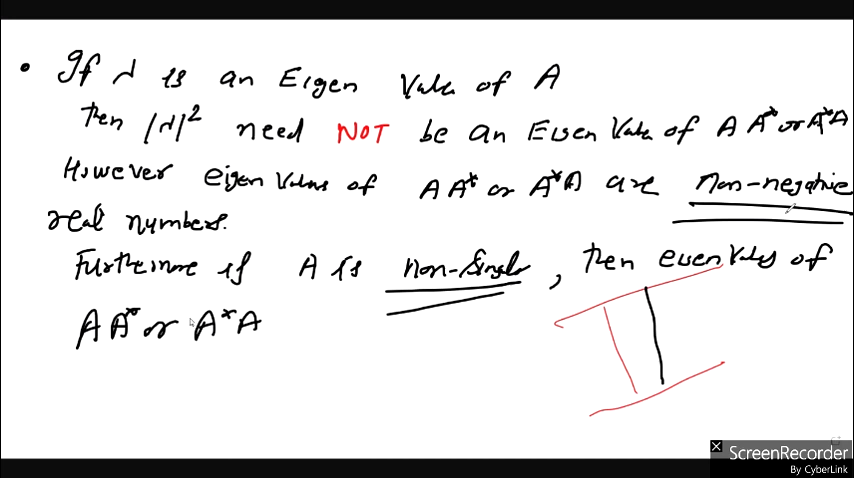 • If λ is an Eigen Value of A
then |λ|² need NOT be an Eigen Value of A A* or A*A
However eigen Values of AA* or A*A are Non-negative
real numbers.
Furthermore if A is non-Singular, then eigen Values of
AA* or A*A
ScreenRecorder
By CyberLink